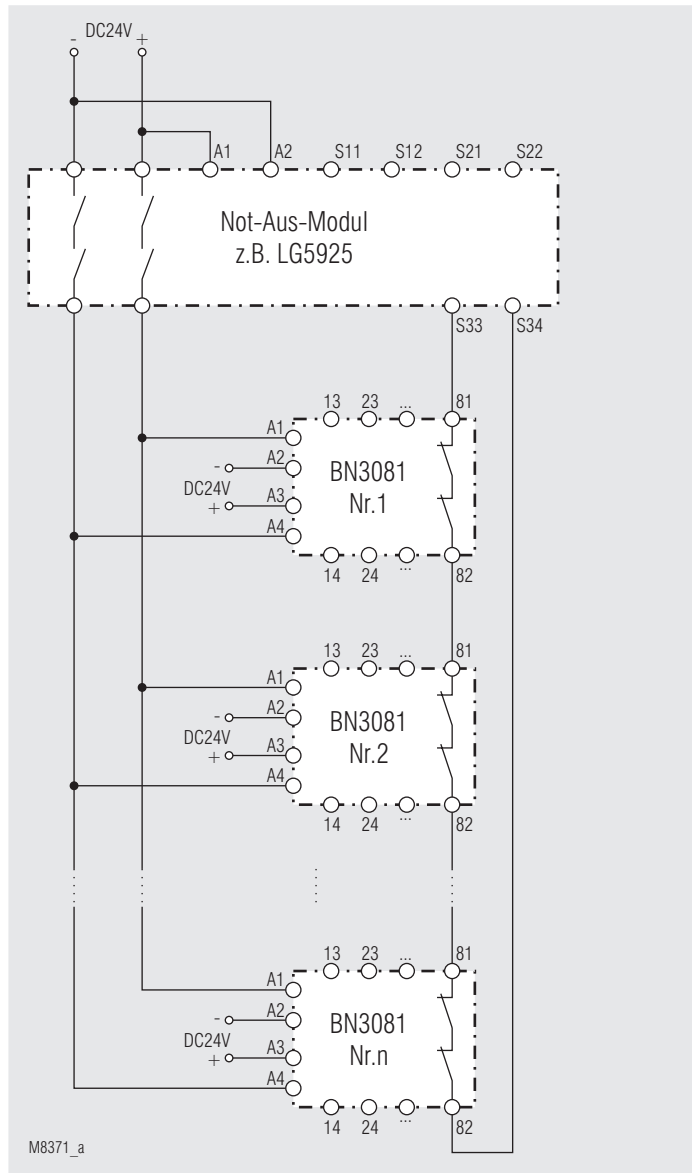 - DC24V +
A1 A2 S11 S12 S21 S22
Not-Aus-Modul
z.B. LG5925
S33 S34
13 23 ... 81
A1
- A2
BN3081
DC24V
Nr.1
+ A3
A4
14 24 ... 82
13 23 ... 81
A1
- A2
BN3081
DC24V
Nr.2
+ A3
A4
14 24 ... 82
13 23 ... 81
A1
- A2
BN3081
DC24V
Nr.n
+ A3
A4
14 24 ... 82
M8371_a